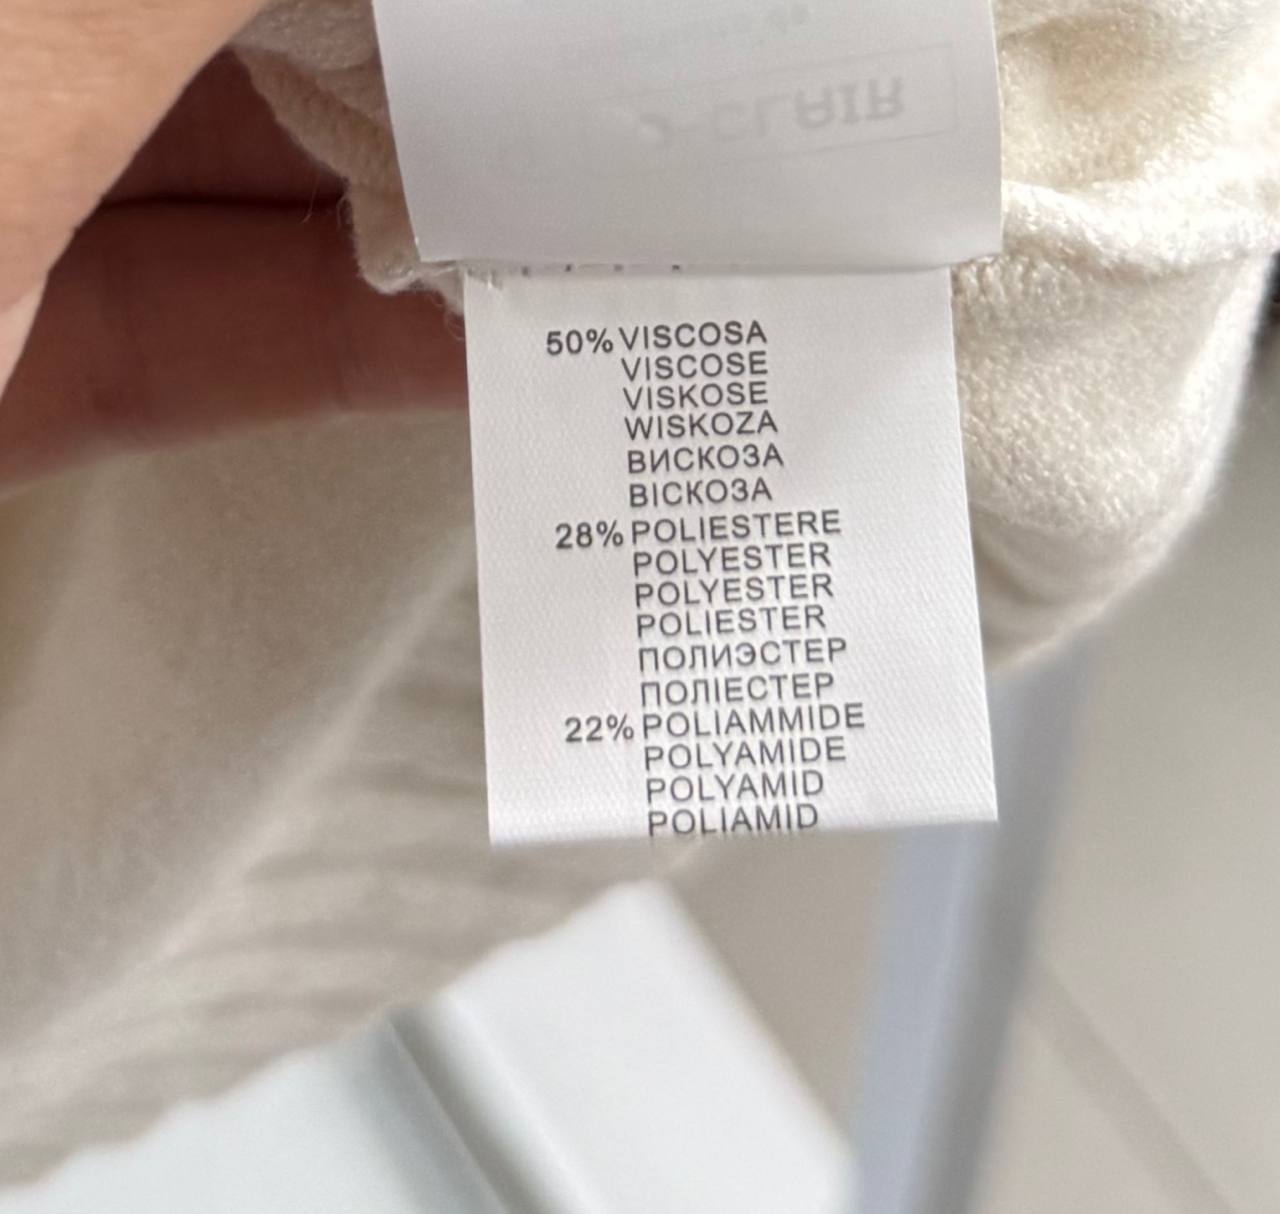 50% VISCOSA
VISCOSE
VISKOSE
WISKOZA
ВИСКОЗА
ВІСКОЗА
28% POLIESTERE
POLYESTER
POLYESTER
POLIESTER
ПОЛИЭСТЕР
ПОЛІЕСТЕР
22% POLIAMMIDE
POLYAMIDE
POLYAMID
POLIAMID